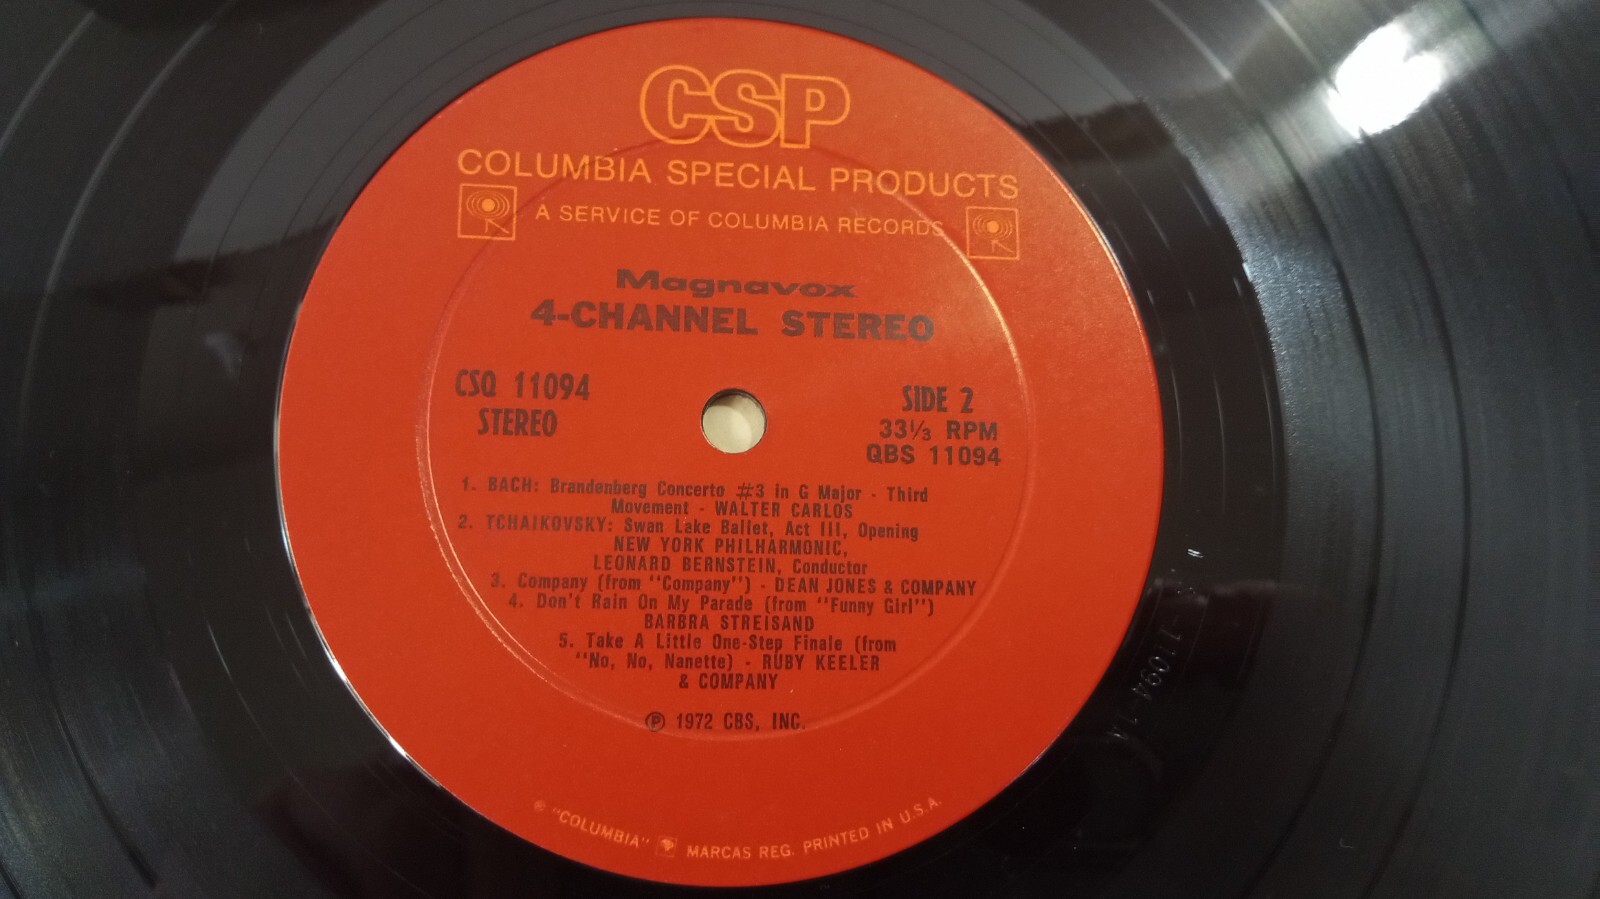 CSP
COLUMBIA SPECIAL PRODUCTS
A SERVICE OF COLUMBIA RECORDS
Magnavox
4-CHANNEL STEREO
CSQ 11094
STEREO
SIDE 2
33⅓ RPM
QBS 11094
1. BACH: Brandenberg Concerto #3 in G Major - Third
Movement - WALTER CARLOS
2. TCHAIKOVSKY: Swan Lake Ballet, Act III, Opening
NEW YORK PHILHARMONIC,
LEONARD BERNSTEIN, Conductor
3. Company (from "Company") - DEAN JONES & COMPANY
4. Don't Rain On My Parade (from "Funny Girl")
BARBRA STREISAND
5. Take A Little One-Step Finale (from
"No, No, Nanette) - RUBY KEELER
& COMPANY
℗ 1972 CBS, INC.
® "COLUMBIA" MARCAS REG. PRINTED IN U.S.A.
-11094-1A